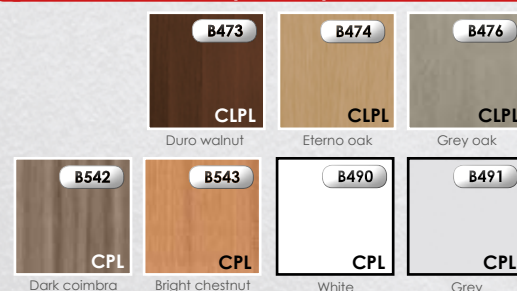 B473
B474
B476
CLPL
CLPL
CLPL
Duro walnut
Eterno oak
Grey oak
B542
B543
B490
B491
CPL
CPL
CPL
CPL
Dark coimbra
Bright chestnut
White
Grey